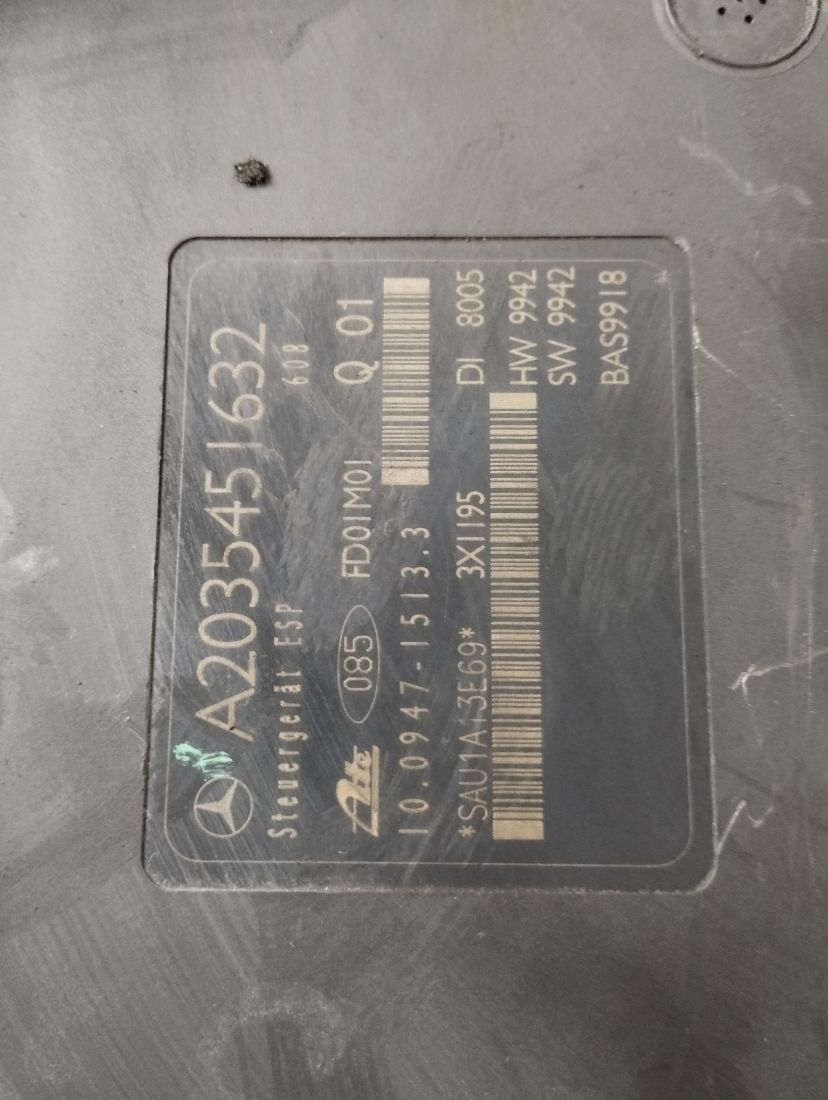 A2035451632
Steuergerät ESP 608
Ate 085 FD01M01 Q 01
10.0947-1513.3
*SAU1A13E69* 3X1195 DI 8005
HW 9942
SW 9942
BAS9918